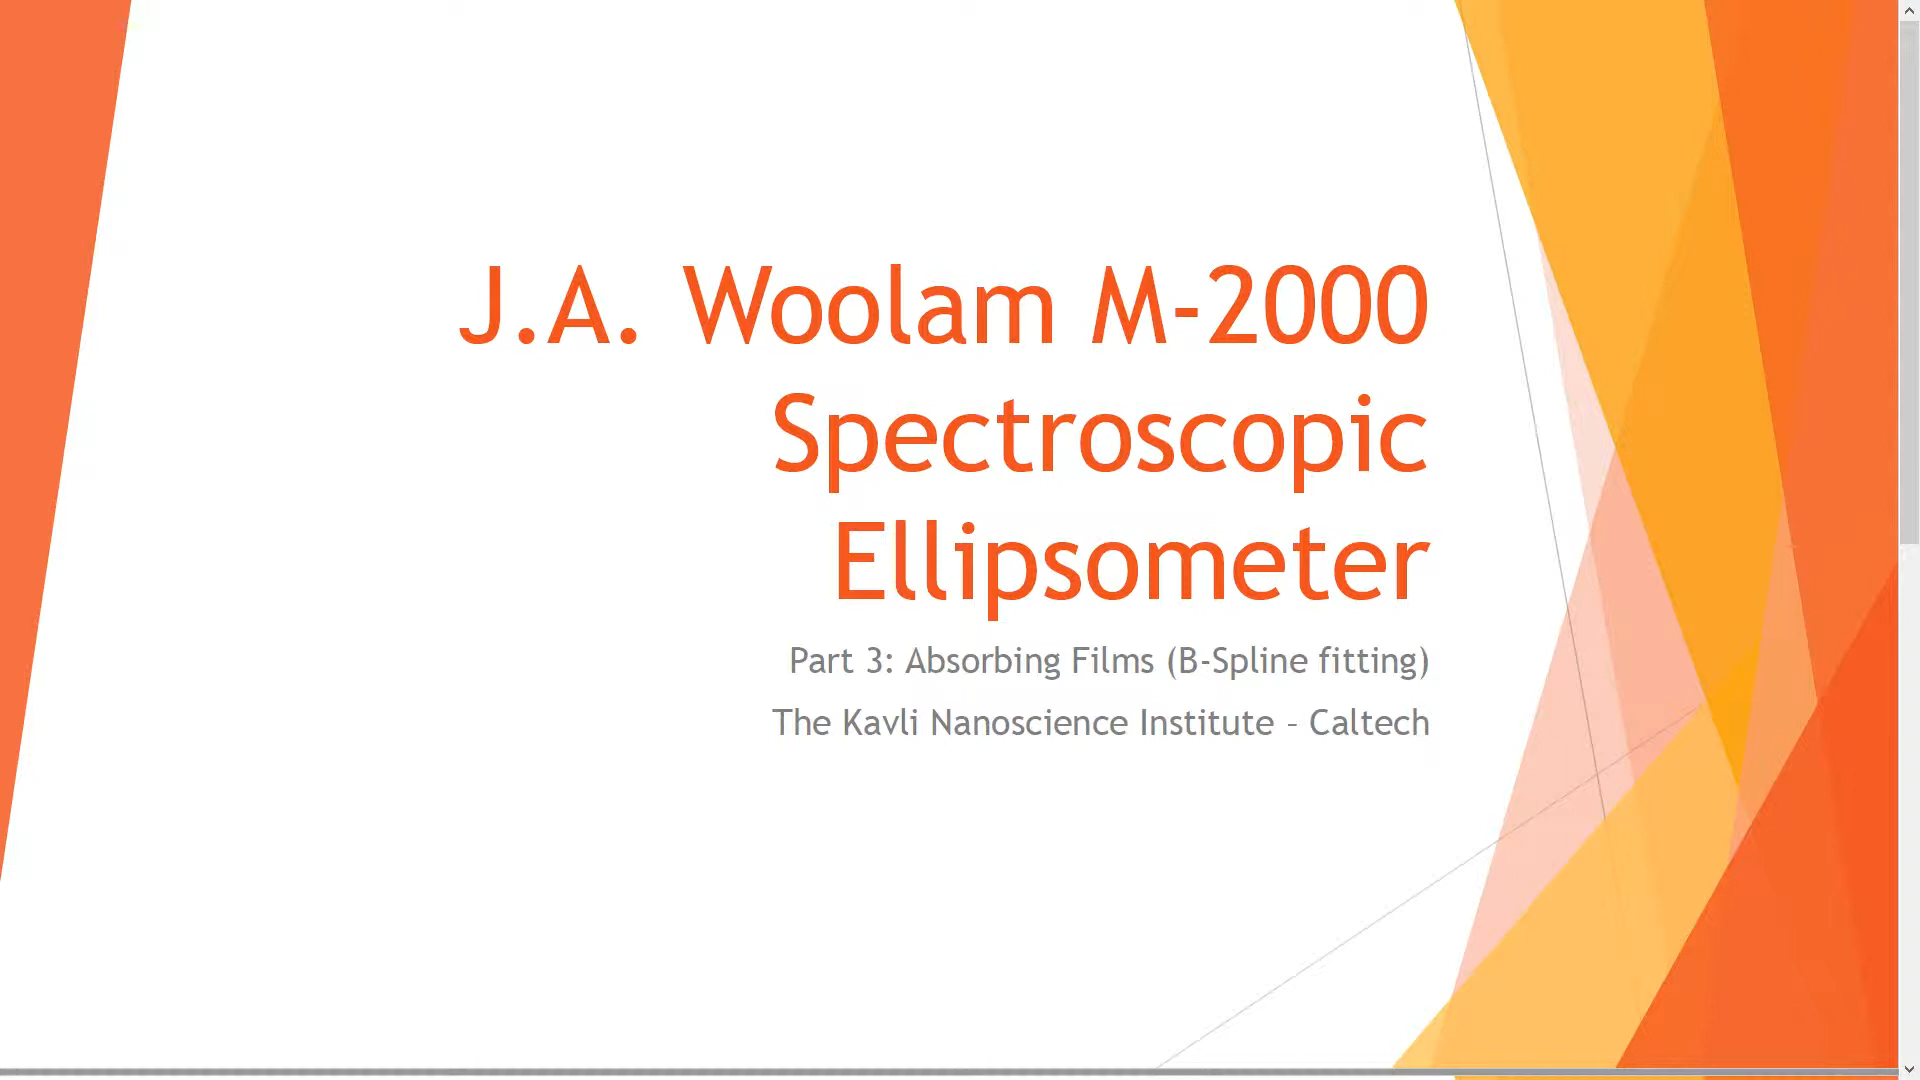 J.A. Woolam M-2000
Spectroscopic
Ellipsometer
Part 3: Absorbing Films (B-Spline fitting)
The Kavli Nanoscience Institute – Caltech